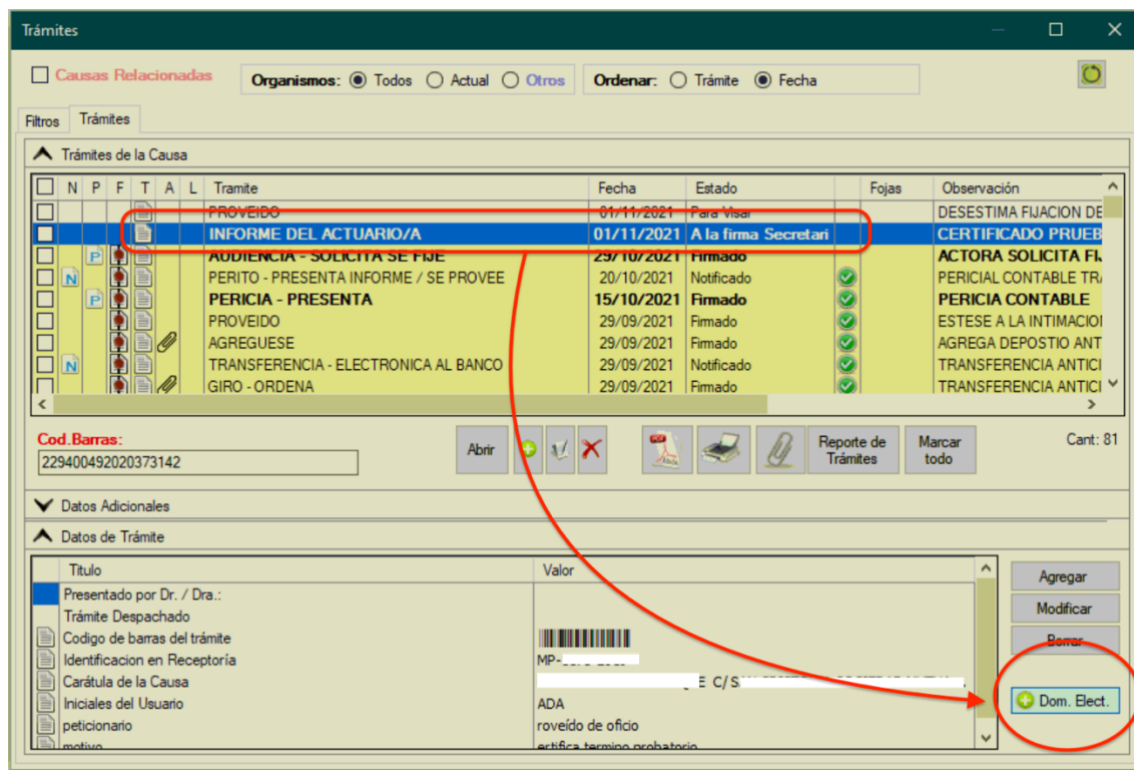 Trámites
Causas Relacionadas Organismos: Todos Actual Otros Ordenar: Trámite Fecha
Filtros Trámites
Trámites de la Causa
N P F T A L Tramite Fecha Estado Fojas Observación
PROVEIDO 01/11/2021 Para Visar DESESTIMA FIJACION DE
INFORME DEL ACTUARIO/A 01/11/2021 A la firma Secretari CERTIFICADO PRUEB
P AUDIENCIA - SOLICITA SE FIJE 29/10/2021 Firmado ACTORA SOLICITA FI
N PERITO - PRESENTA INFORME / SE PROVEE 20/10/2021 Notificado PERICIAL CONTABLE TR
P PERICIA - PRESENTA 15/10/2021 Firmado PERICIA CONTABLE
PROVEIDO 29/09/2021 Firmado ESTESE A LA INTIMACIO
AGREGUESE 29/09/2021 Firmado AGREGA DEPOSTIO ANT
N TRANSFERENCIA - ELECTRONICA AL BANCO 29/09/2021 Notificado TRANSFERENCIA ANTICI
GIRO - ORDENA 29/09/2021 Firmado TRANSFERENCIA ANTICI
Cod.Barras:
229400492020373142
Abrir
Reporte de Trámites
Marcar todo
Cant: 81
Datos Adicionales
Datos de Trámite
Titulo Valor
Presentado por Dr. / Dra.:
Trámite Despachado
Codigo de barras del trámite
Identificacion en Receptoría MP-
Carátula de la Causa E C/ S
Iniciales del Usuario ADA
peticionario roveído de oficio
motivo ertifica termino probatorio
Agregar
Modificar
Borrar
Dom. Elect.